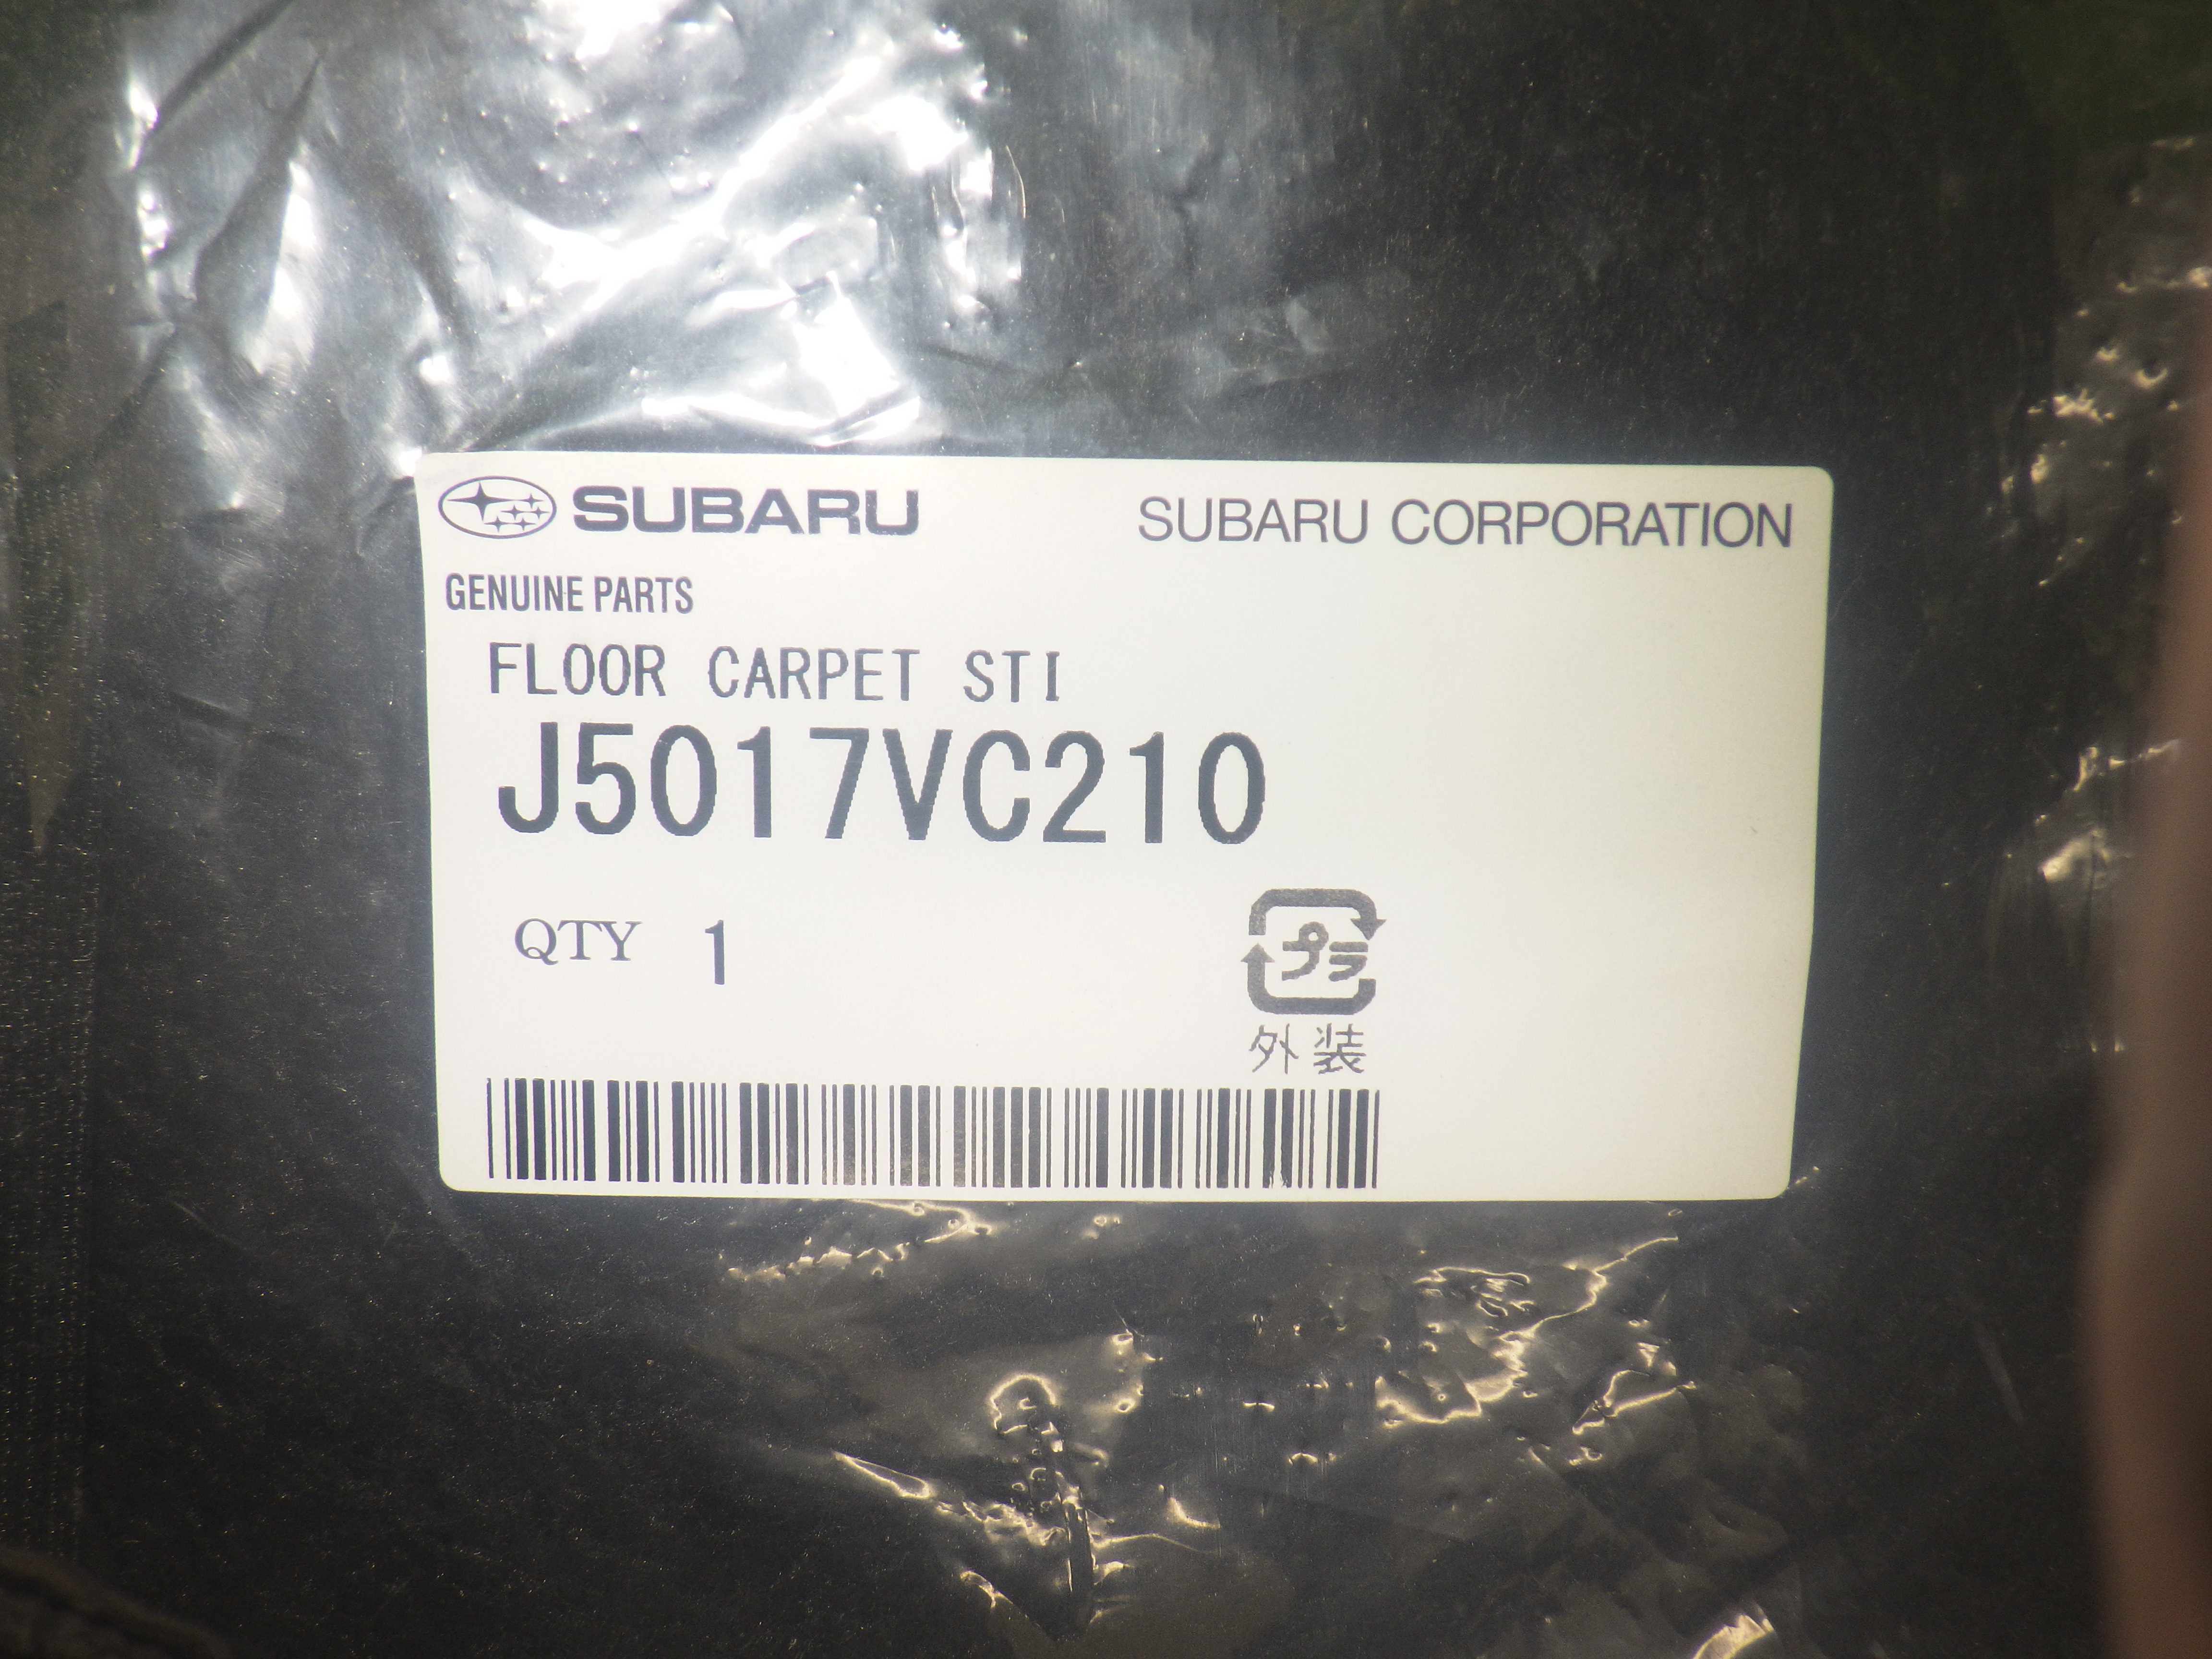 SUBARU SUBARU CORPORATION
GENUINE PARTS
FLOOR CARPET STI
J5017VC210
QTY 1
プラ
外装